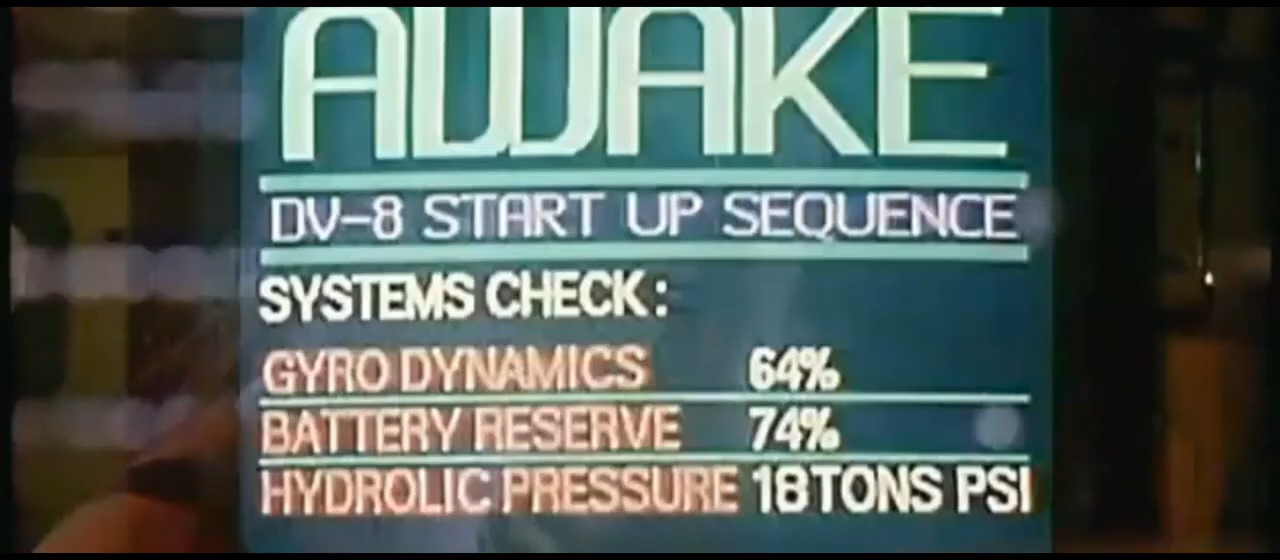 AWAKE
DV-8 START UP SEQUENCE
SYSTEMS CHECK:
GYRO DYNAMICS 64%
BATTERY RESERVE 74%
HYDROLIC PRESSURE 18TONS PSI